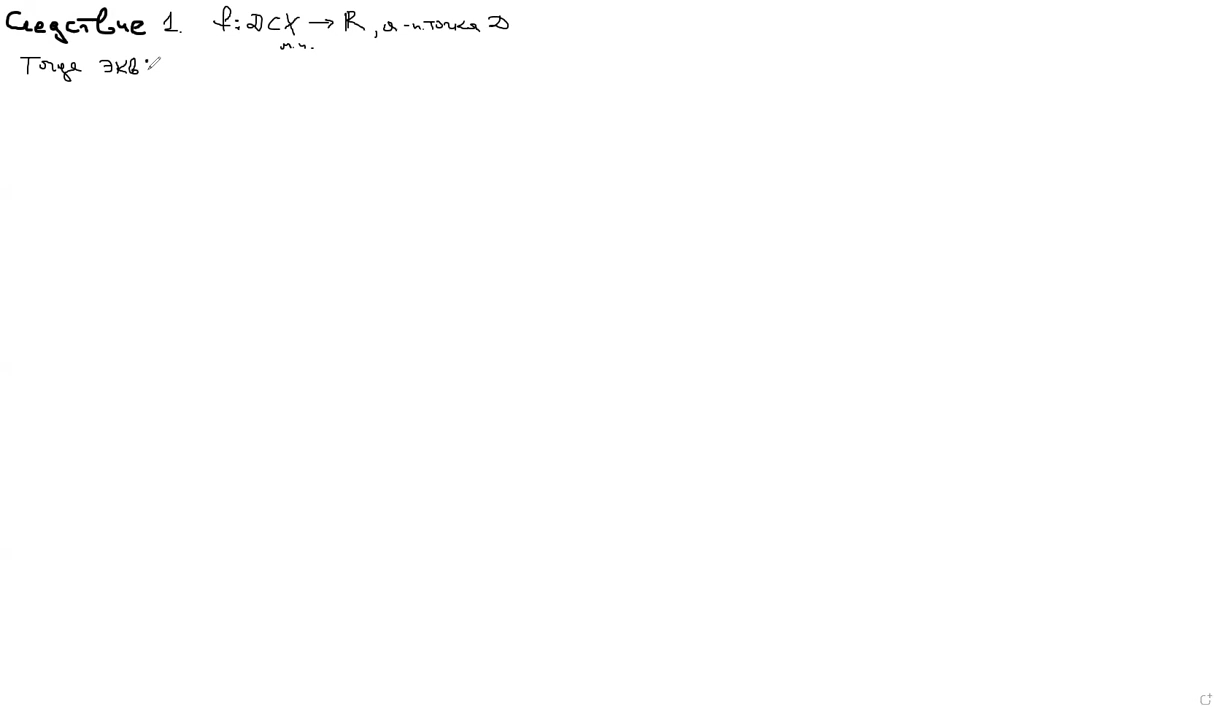 Следствие 1. f: D ⊂ X → ℝ, a - п. точка D
м.п.
Тогда экв: